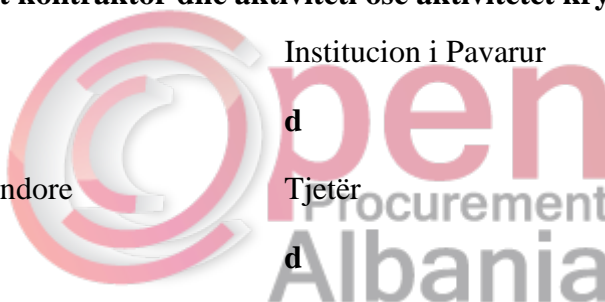 t kontraktor dhe aktiviteti ose aktivitetet kry
Institucion i Pavarur
d
ndore Tjetër
d
Open
Procurement
Albania